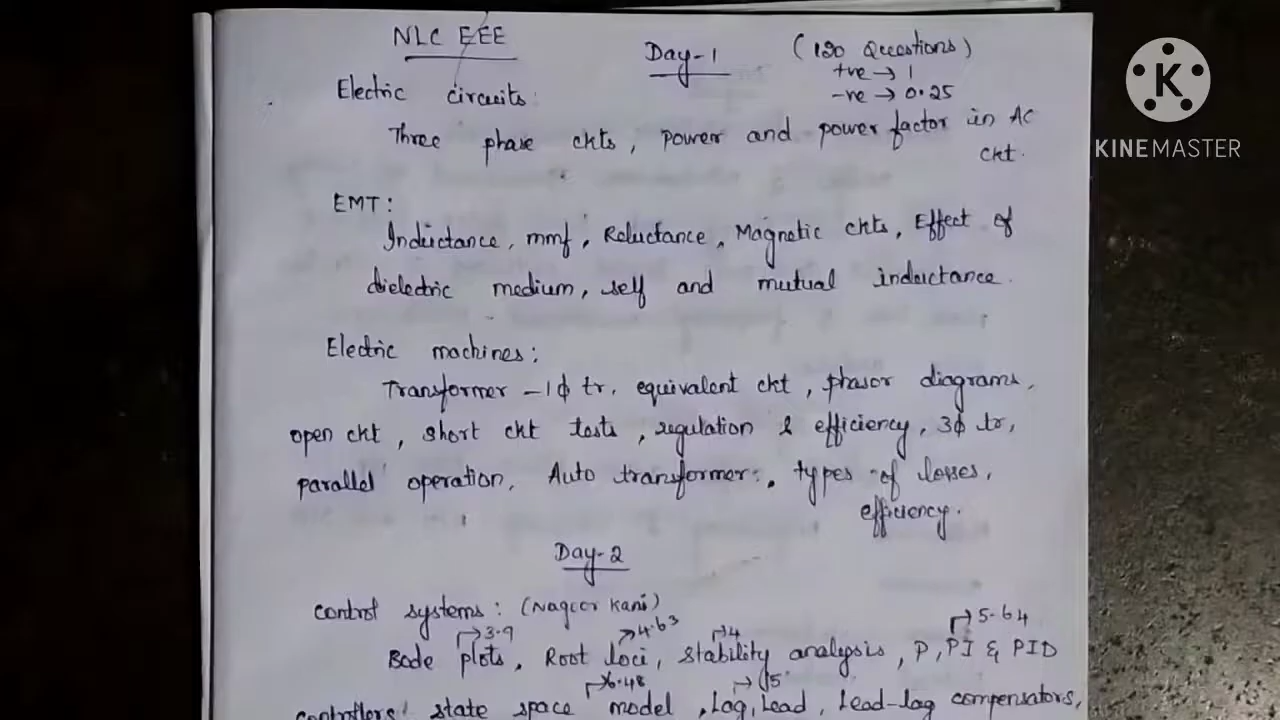 NLC EEE
Day-1
(120 Questions)
+ve → 1
-ve → 0.25
Electric circuits:
Three phase ckts, power and power factor in AC
ckt.
EMT:
Inductance, mmf, Reluctance, Magnetic ckts, Effect of
dielectric medium, self and mutual inductance.
Electric machines:
Transformer - 1ϕ tr. equivalent ckt, phasor diagrams,
open ckt, short ckt tests, regulation & efficiency, 3ϕ tr,
parallel operation, Auto transformer, types of losses,
efficiency.
Day-2
Control systems: (Nagoor Kani)
→3.9 →4.63 →4 →5.64
Bode plots, Root loci, stability analysis, P, PI & PID
→6.48 →
controllers, state space model, Lag, Lead, Lead-lag compensators,
K
KINEMASTER